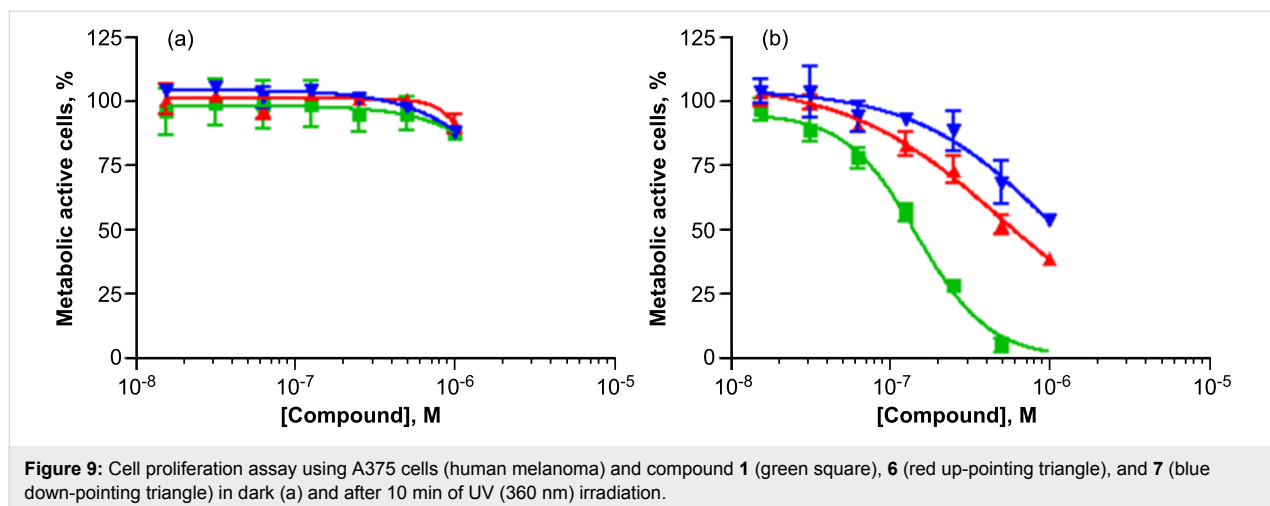 (a)
Metabolic active cells, %
125
100
75
50
25
0
10-8
10-7
10-6
10-5
[Compound], M
(b)
Metabolic active cells, %
125
100
75
50
25
0
10-8
10-7
10-6
10-5
[Compound], M
Figure 9: Cell proliferation assay using A375 cells (human melanoma) and compound 1 (green square), 6 (red up-pointing triangle), and 7 (blue
down-pointing triangle) in dark (a) and after 10 min of UV (360 nm) irradiation.